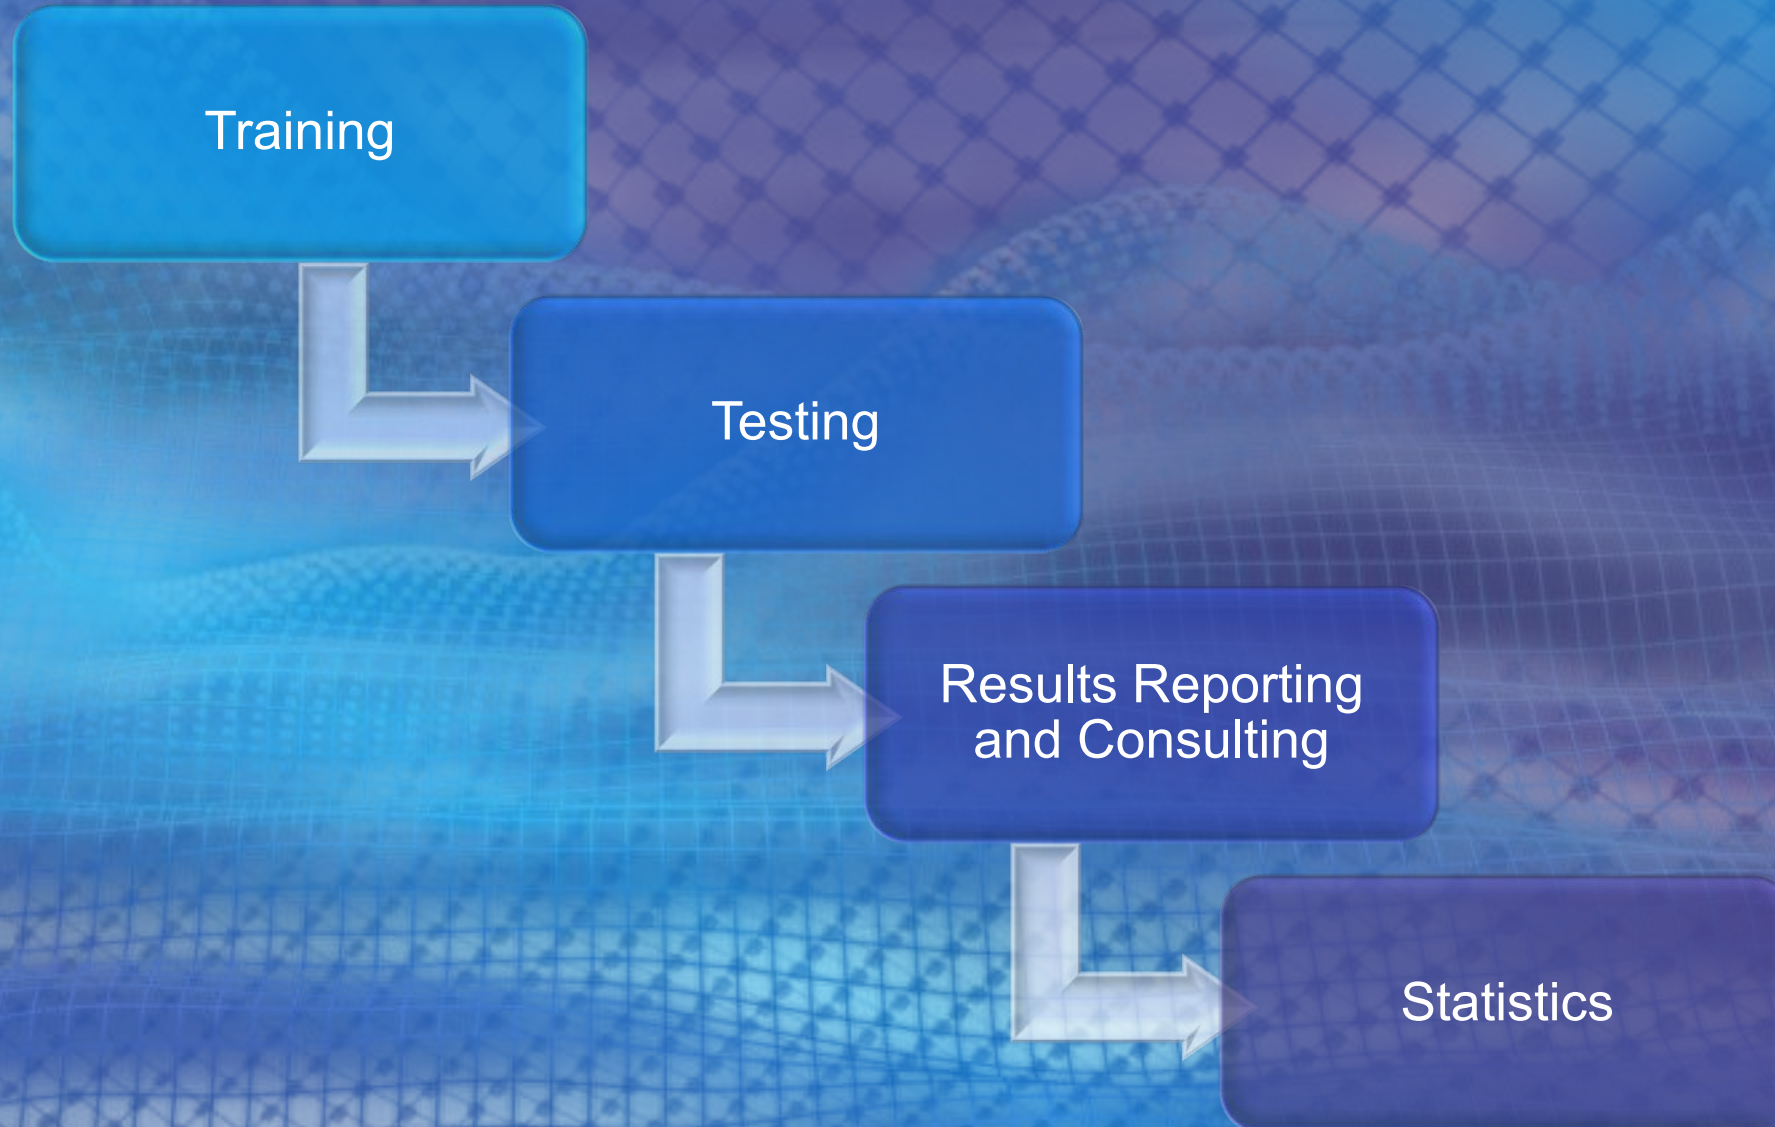 Training
Testing
Results Reporting
and Consulting
Statistics